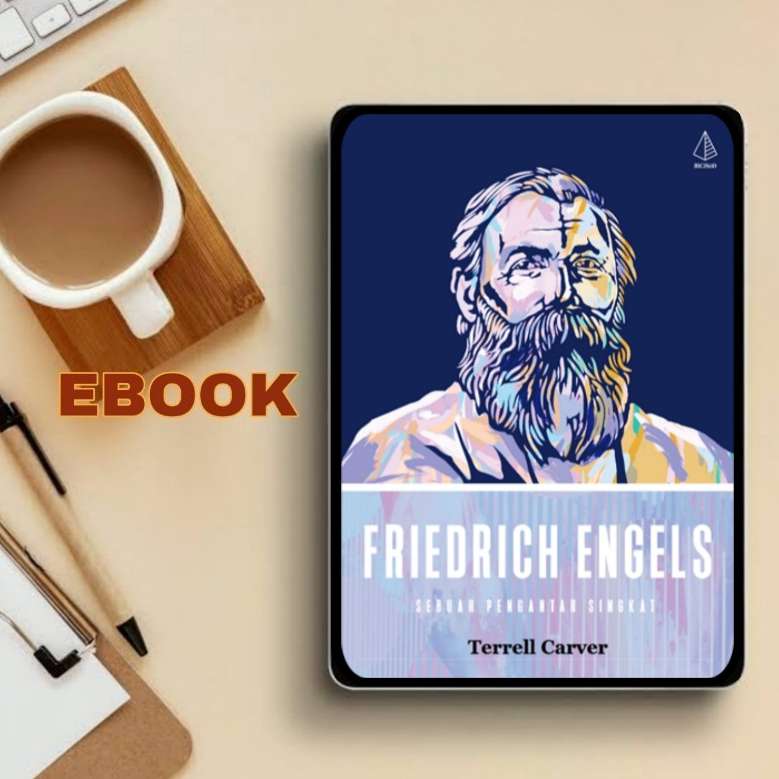 EBOOK
FRIEDRICH ENGELS
SEBUAH PENGANTAR SINGKAT
Terrell Carver